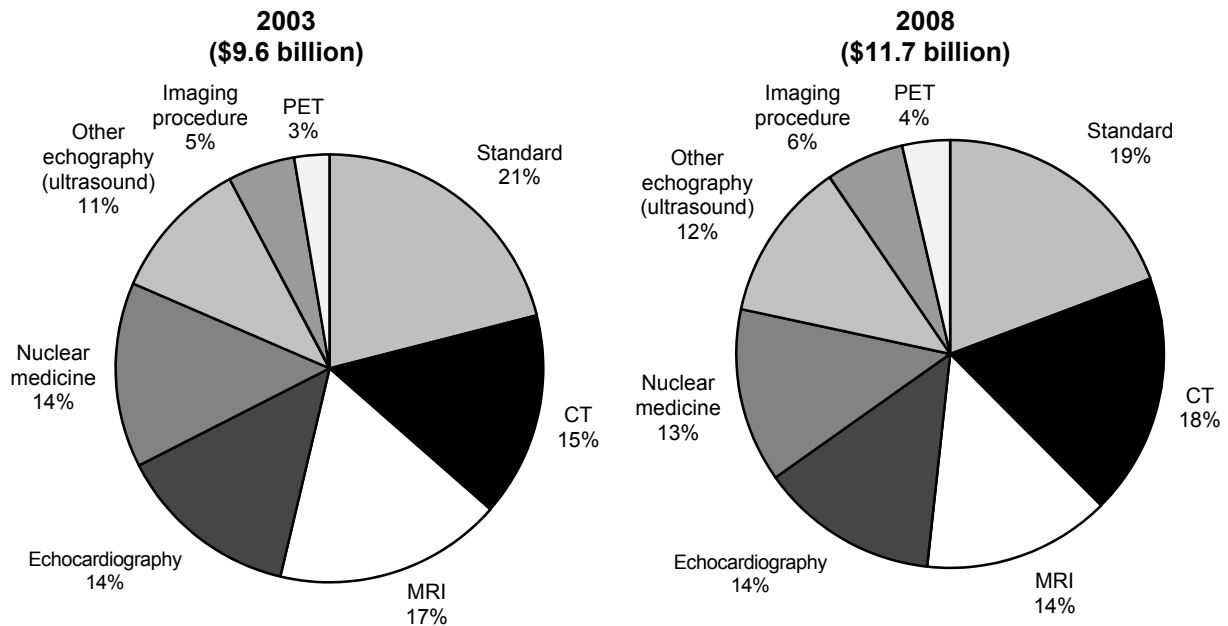 2003
($9.6 billion)
Imaging
procedure
5%
PET
3%
Other
echography
(ultrasound)
11%
Standard
21%
Nuclear
medicine
14%
CT
15%
Echocardiography
14%
MRI
17%
2008
($11.7 billion)
Imaging
procedure
6%
PET
4%
Other
echography
(ultrasound)
12%
Standard
19%
Nuclear
medicine
13%
CT
18%
Echocardiography
14%
MRI
14%